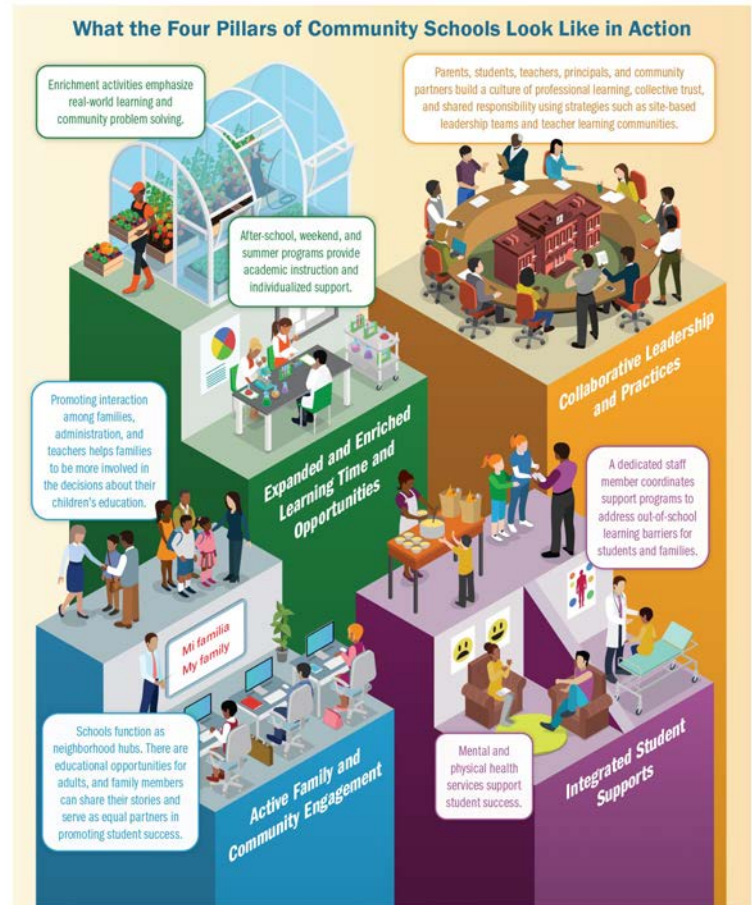 What the Four Pillars of Community Schools Look Like in Action
Enrichment activities emphasize
real-world learning and
community problem solving.
Parents, students, teachers, principals, and community
partners build a culture of professional learning, collective trust,
and shared responsibility using strategies such as site-based
leadership teams and teacher learning communities.
After-school, weekend, and
summer programs provide
academic instruction and
individualized support.
Collaborative Leadership
and Practices
Expanded and Enriched
Learning Time and
Opportunities
Promoting interaction
among families,
administration, and
teachers helps families
to be more involved in
the decisions about their
children's education.
A dedicated staff
member coordinates
support programs to
address out-of-school
learning barriers for
students and families.
Mi familia
My family
Schools function as
neighborhood hubs. There are
educational opportunities for
adults, and family members
can share their stories and
serve as equal partners in
promoting student success.
Active Family and
Community Engagement
Mental and
physical health
services support
student success.
Integrated Student
Supports